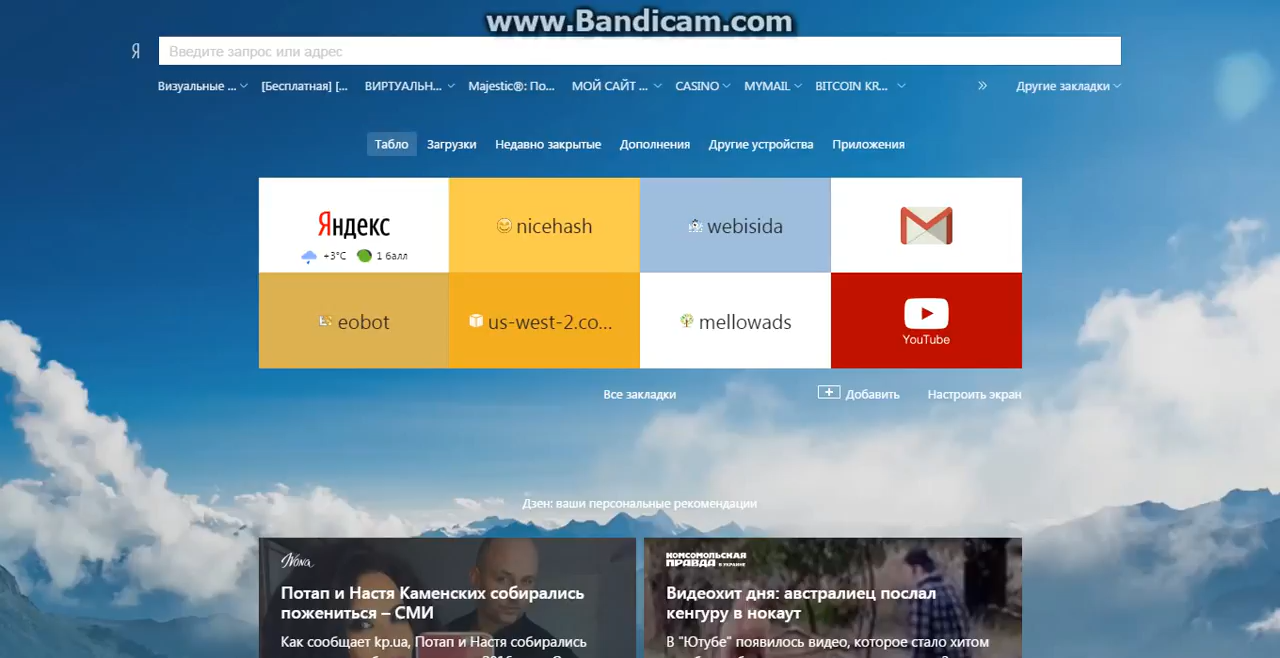 www.Bandicam.com
Я Введите запрос или адрес
Визуальные ... [Бесплатная] [... ВИРТУАЛЬН... Majestic®: По... МОЙ САЙТ ... CASINO MYMAIL BITCOIN KR... » Другие закладки
Табло Загрузки Недавно закрытые Дополнения Другие устройства Приложения
Яндекс
+3°C 1 балл
nicehash
webisida
eobot
us-west-2.co...
mellowads
YouTube
Все закладки Добавить Настроить экран
Дзен: ваши персональные рекомендации
Потап и Настя Каменских собирались
пожениться – СМИ
Как сообщает kp.ua, Потап и Настя собирались
КОМСОМОЛЬСКАЯ
ПРАВДА В УКРАИНЕ
Видеохит дня: австралиец послал
кенгуру в нокаут
В "Ютубе" появилось видео, которое стало хитом